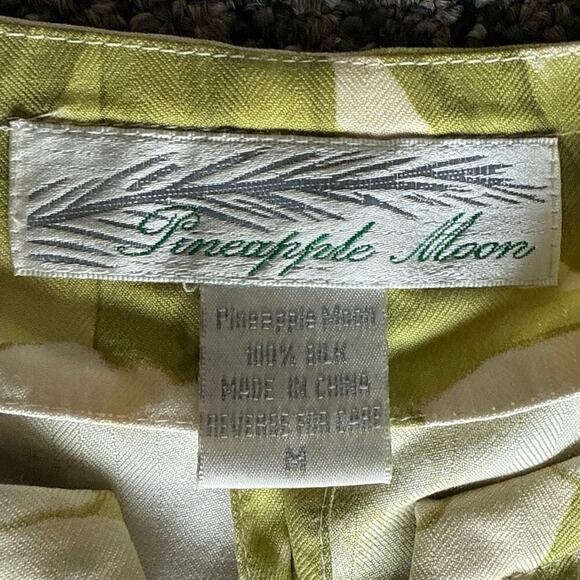 Pineapple Moon
Pineapple Moon
100% SILK
MADE IN CHINA
REVERSE FOR CARE
M